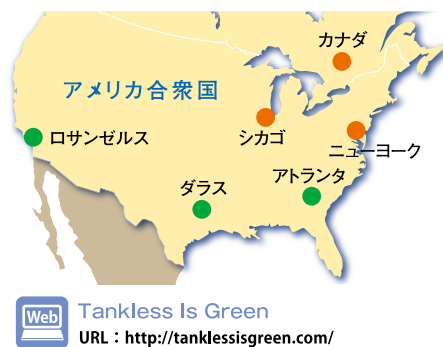 カナダ
アメリカ合衆国
ロサンゼルス
シカゴ
ニューヨーク
ダラス
アトランタ
Web
Tankless Is Green
URL：http://tanklessisgreen.com/